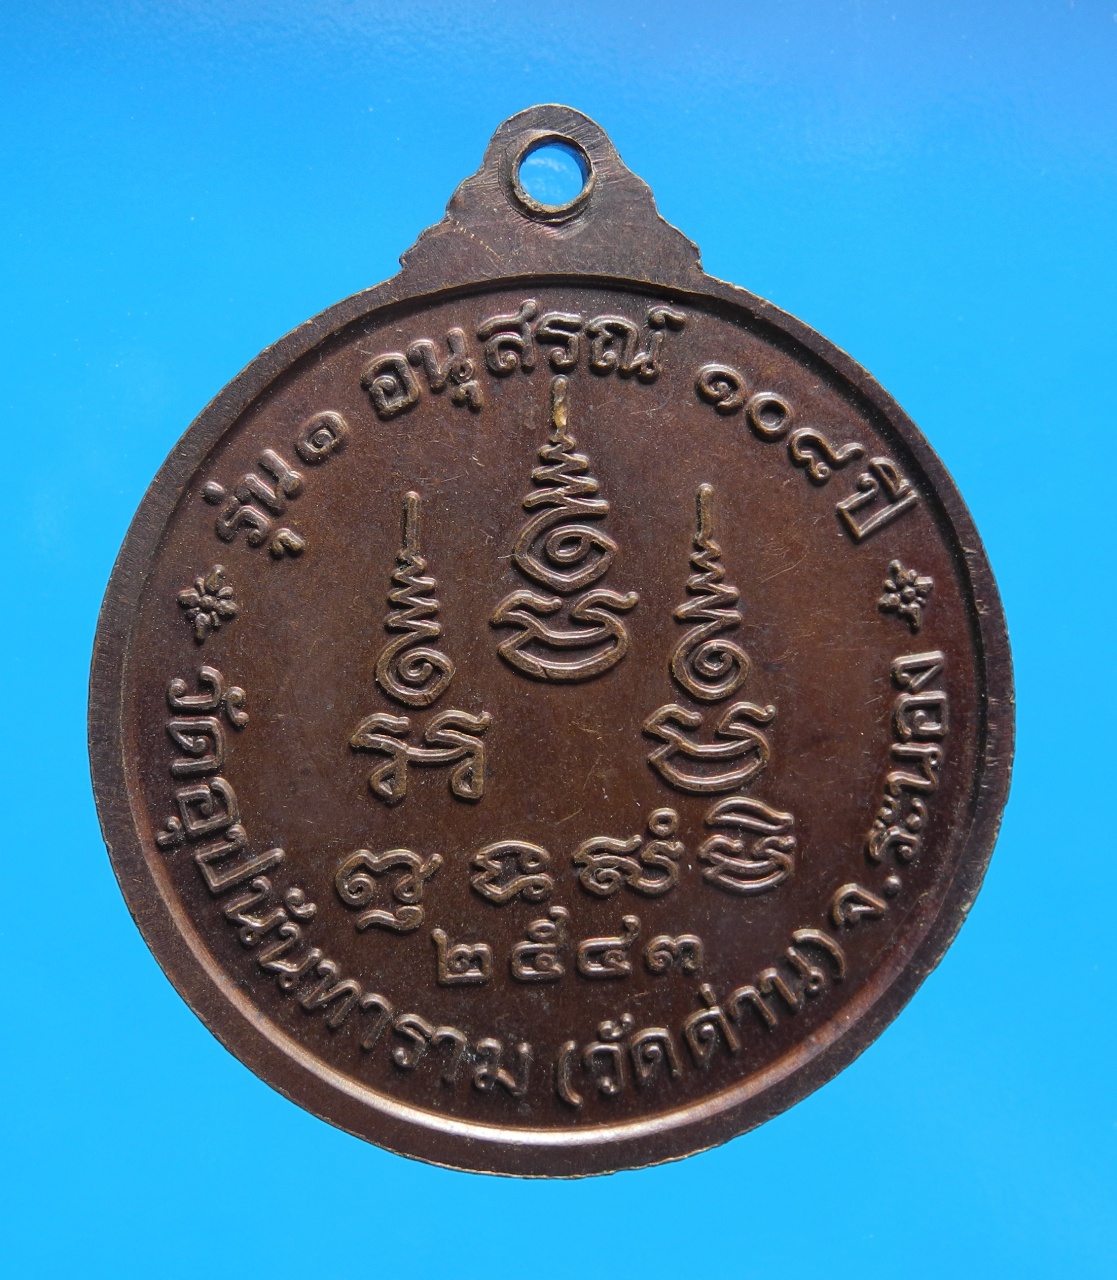 รุ่น ๑ อนุสรณ์ ๑๐๘ ปี
๒๕๔๓
วัดอุปนันทาราม (วัดด่าน) จ.ระนอง